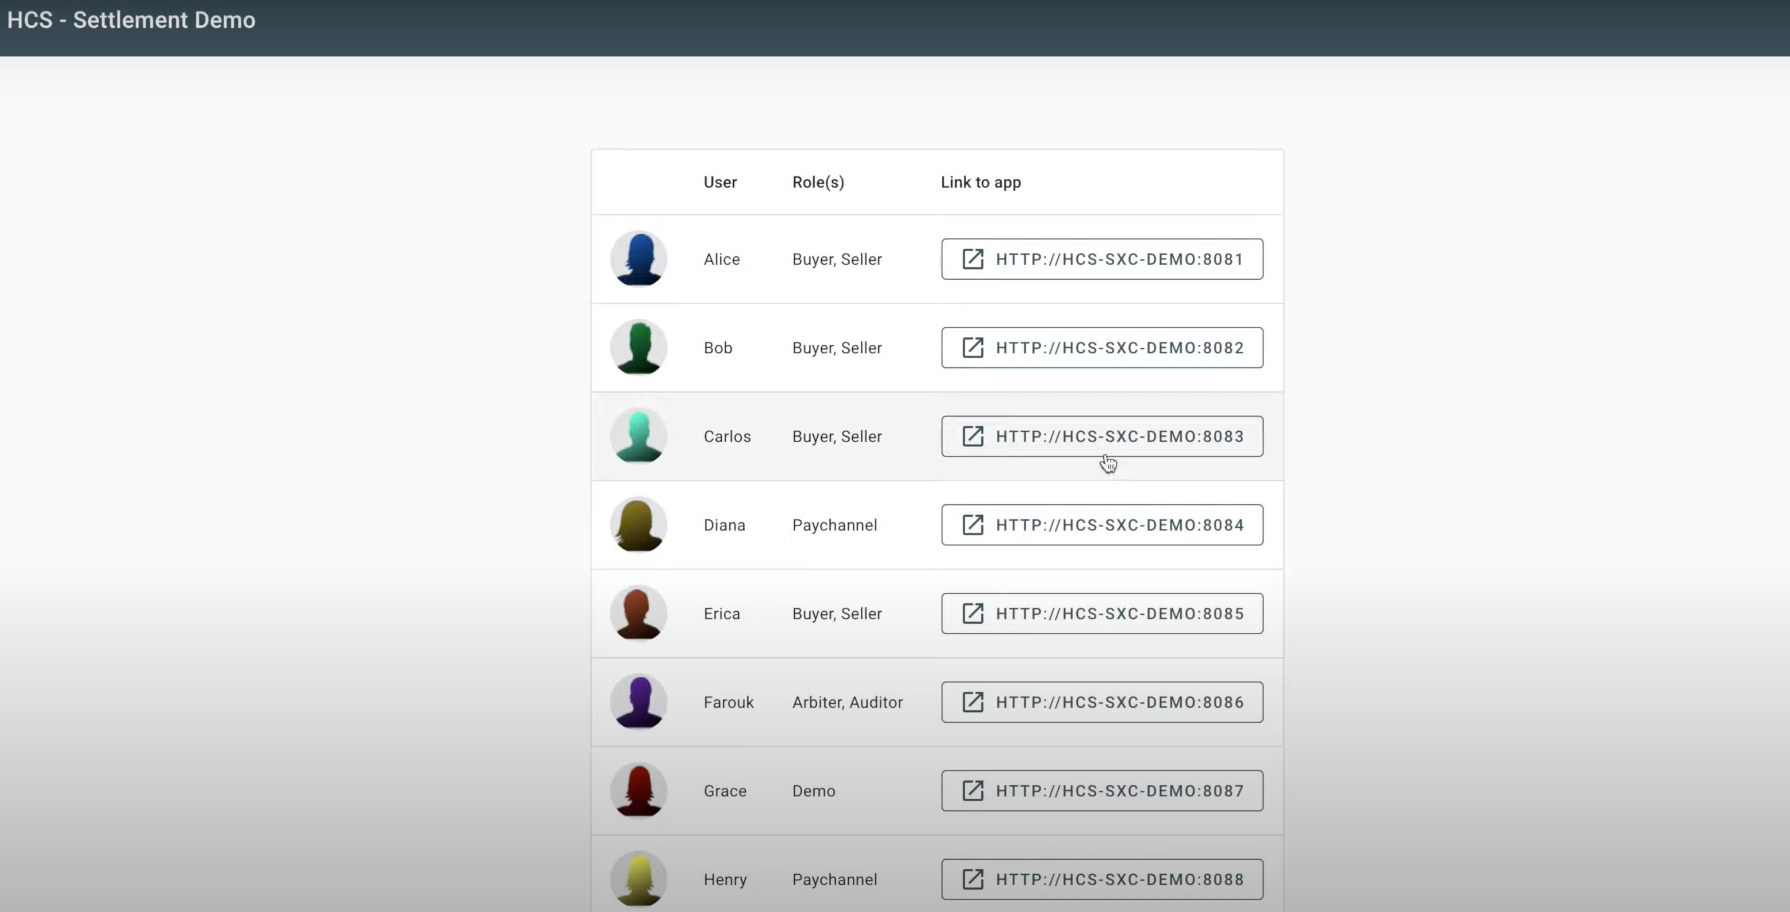 HCS - Settlement Demo
User Role(s) Link to app
Alice Buyer, Seller HTTP://HCS-SXC-DEMO:8081
Bob Buyer, Seller HTTP://HCS-SXC-DEMO:8082
Carlos Buyer, Seller HTTP://HCS-SXC-DEMO:8083
Diana Paychannel HTTP://HCS-SXC-DEMO:8084
Erica Buyer, Seller HTTP://HCS-SXC-DEMO:8085
Farouk Arbiter, Auditor HTTP://HCS-SXC-DEMO:8086
Grace Demo HTTP://HCS-SXC-DEMO:8087
Henry Paychannel HTTP://HCS-SXC-DEMO:8088